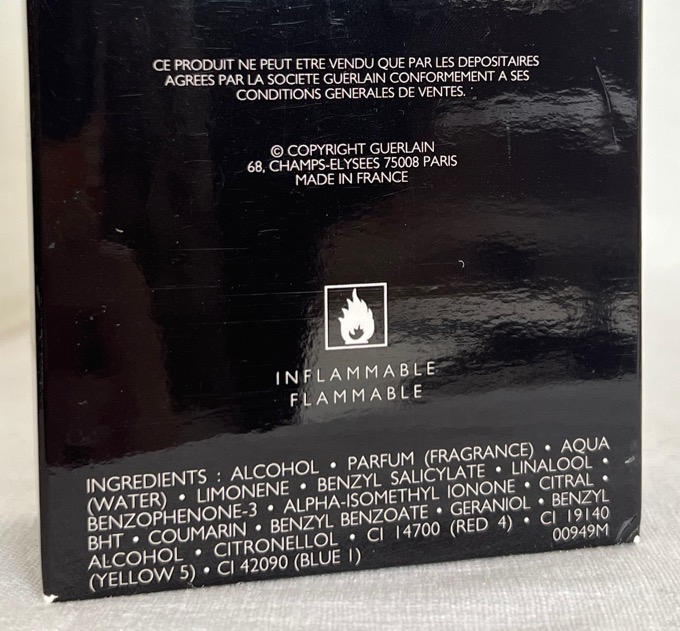 CE PRODUIT NE PEUT ETRE VENDU QUE PAR LES DEPOSITAIRES
AGREES PAR LA SOCIETE GUERLAIN CONFORMEMENT A SES
CONDITIONS GENERALES DE VENTES.
© COPYRIGHT GUERLAIN
68, CHAMPS-ELYSEES 75008 PARIS
MADE IN FRANCE
INFLAMMABLE
FLAMMABLE
INGREDIENTS : ALCOHOL • PARFUM (FRAGRANCE) • AQUA
(WATER) • LIMONENE • BENZYL SALICYLATE • LINALOOL •
BENZOPHENONE-3 • ALPHA-ISOMETHYL IONONE • CITRAL •
BHT • COUMARIN • BENZYL BENZOATE • GERANIOL • BENZYL
ALCOHOL • CITRONELLOL • CI 14700 (RED 4) • CI 19140
(YELLOW 5) • CI 42090 (BLUE 1) 00949M